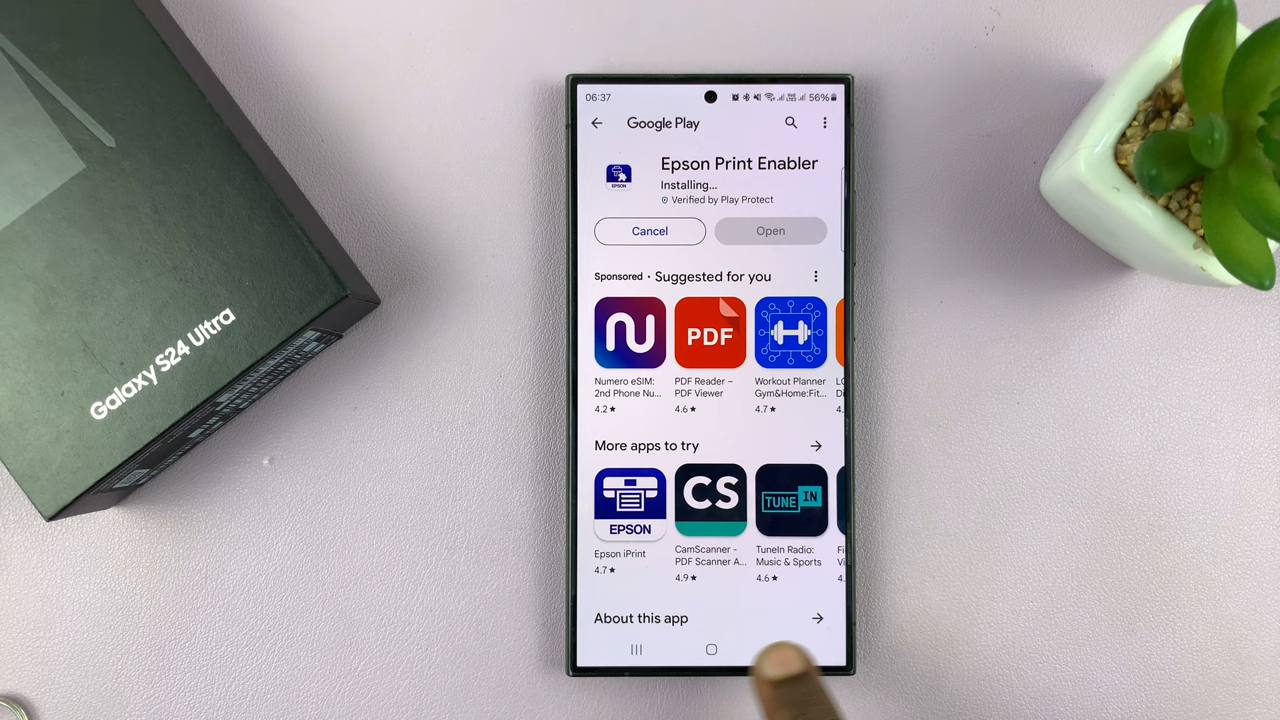 Galaxy S24 Ultra
06:37
56%
Google Play
Epson Print Enabler
Installing...
Verified by Play Protect
EPSON
Cancel
Open
Sponsored · Suggested for you
PDF
Numero eSIM:
2nd Phone Nu...
4.2★
PDF Reader –
PDF Viewer
4.6★
Workout Planner
Gym&Home:Fit...
4.7★
4.
More apps to try
EPSON
CS
TUNE IN
Epson iPrint
4.7★
CamScanner -
PDF Scanner A...
4.9★
TuneIn Radio:
Music & Sports
4.6★
4.
About this app